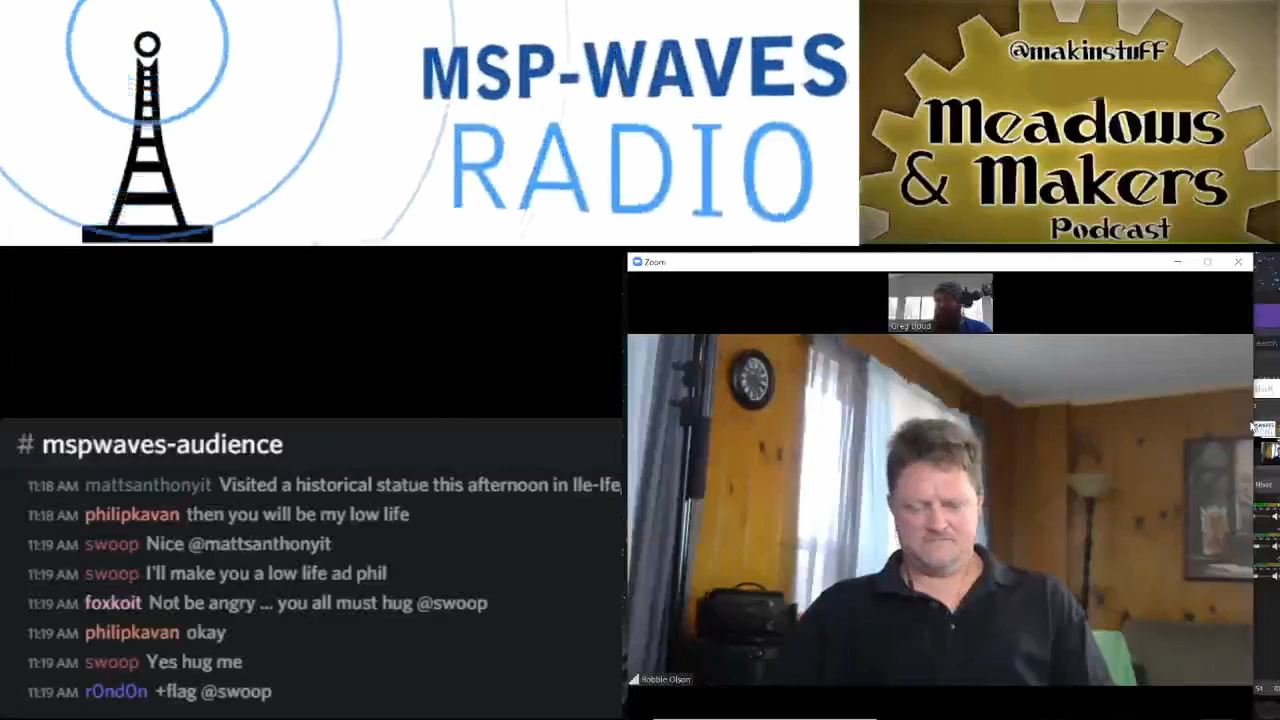 MSP-WAVES
RADIO
@makinstuff
Meadows
& Makers
Podcast
Zoom
Greg Doud
# mspwaves-audience
11:18 AM mattsanthonyit Visited a historical statue this afternoon in Ile-Ife,
11:18 AM philipkavan then you will be my low life
11:19 AM swoop Nice @mattsanthonyit
11:19 AM swoop I'll make you a low life ad phil
11:19 AM foxkoit Not be angry ... you all must hug @swoop
11:19 AM philipkavan okay
11:19 AM swoop Yes hug me
11:19 AM r0nd0n +flag @swoop
Robbie Olson
earch
Mixer